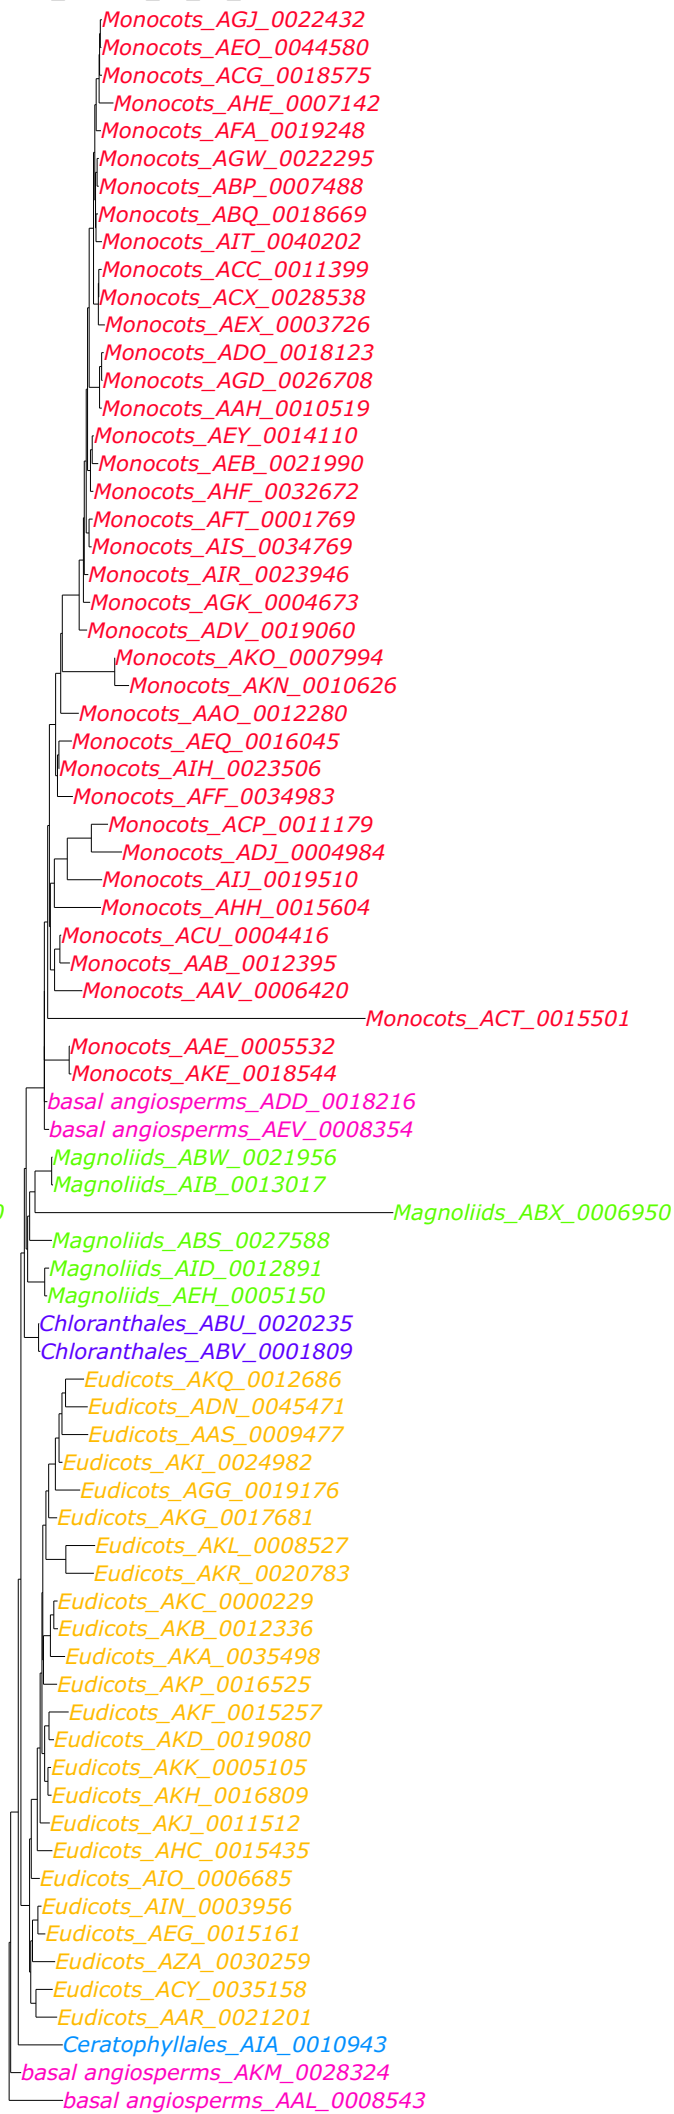 Monocots_AGJ_0022432
Monocots_AEO_0044580
Monocots_ACG_0018575
Monocots_AHE_0007142
Monocots_AFA_0019248
Monocots_AGW_0022295
Monocots_ABP_0007488
Monocots_ABQ_0018669
Monocots_AIT_0040202
Monocots_ACC_0011399
Monocots_ACX_0028538
Monocots_AEX_0003726
Monocots_ADO_0018123
Monocots_AGD_0026708
Monocots_AAH_0010519
Monocots_AEY_0014110
Monocots_AEB_0021990
Monocots_AHF_0032672
Monocots_AFT_0001769
Monocots_AIS_0034769
Monocots_AIR_0023946
Monocots_AGK_0004673
Monocots_ADV_0019060
Monocots_AKO_0007994
Monocots_AKN_0010626
Monocots_AAO_0012280
Monocots_AEQ_0016045
Monocots_AIH_0023506
Monocots_AFF_0034983
Monocots_ACP_0011179
Monocots_ADJ_0004984
Monocots_AIJ_0019510
Monocots_AHH_0015604
Monocots_ACU_0004416
Monocots_AAB_0012395
Monocots_AAV_0006420
Monocots_ACT_0015501
Monocots_AAE_0005532
Monocots_AKE_0018544
basal angiosperms_ADD_0018216
basal angiosperms_AEV_0008354
Magnoliids_ABW_0021956
Magnoliids_AIB_0013017
Magnoliids_ABX_0006950
Magnoliids_ABS_0027588
Magnoliids_AID_0012891
Magnoliids_AEH_0005150
Chloranthales_ABU_0020235
Chloranthales_ABV_0001809
Eudicots_AKQ_0012686
Eudicots_ADN_0045471
Eudicots_AAS_0009477
Eudicots_AKI_0024982
Eudicots_AGG_0019176
Eudicots_AKG_0017681
Eudicots_AKL_0008527
Eudicots_AKR_0020783
Eudicots_AKC_0000229
Eudicots_AKB_0012336
Eudicots_AKA_0035498
Eudicots_AKP_0016525
Eudicots_AKF_0015257
Eudicots_AKD_0019080
Eudicots_AKK_0005105
Eudicots_AKH_0016809
Eudicots_AKJ_0011512
Eudicots_AHC_0015435
Eudicots_AIO_0006685
Eudicots_AIN_0003956
Eudicots_AEG_0015161
Eudicots_AZA_0030259
Eudicots_ACY_0035158
Eudicots_AAR_0021201
Ceratophyllales_AIA_0010943
basal angiosperms_AKM_0028324
basal angiosperms_AAL_0008543